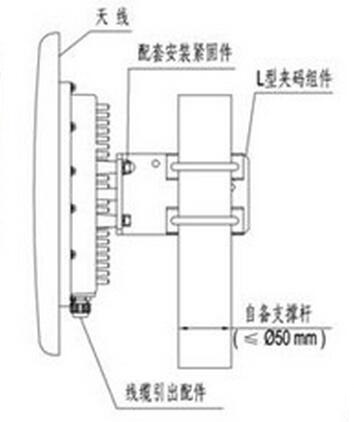 天线
配套安装紧固件
L型夹码组件
自备支撑杆
(≤ Ø50 mm)
线缆引出配件